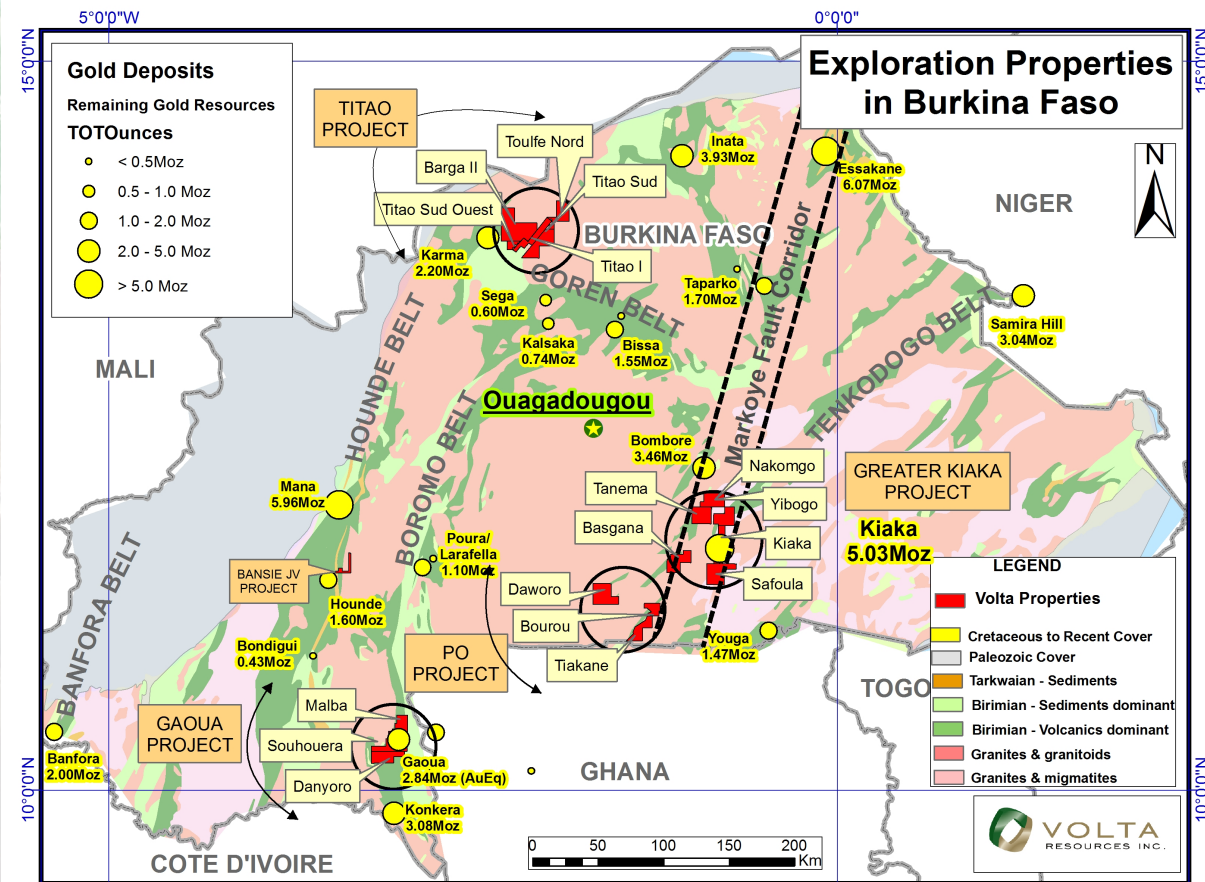 5°0'0"W
0°0'0"
15°0'0"N
15°0'0"N
Exploration Properties
in Burkina Faso
Gold Deposits
Remaining Gold Resources
TOTOunces
< 0.5Moz
0.5 - 1.0 Moz
1.0 - 2.0 Moz
2.0 - 5.0 Moz
> 5.0 Moz
TITAO
PROJECT
Toulfe Nord
Barga II
Titao Sud
Titao Sud Ouest
Titao I
Inata
3.93Moz
Essakane
6.07Moz
N
NIGER
BURKINA FASO
Karma
2.20Moz
GOREN BELT
Sega
0.60Moz
Kalsaka
0.74Moz
Bissa
1.55Moz
Taparko
1.70Moz
Markoye Fault Corridor
TENKODOGO BELT
Samira Hill
3.04Moz
MALI
HOUNDE BELT
BOROMO BELT
Ouagadougou
Bombore
3.46Moz
Nakomgo
Tanema
Yibogo
Basgana
Kiaka
Safoula
GREATER KIAKA
PROJECT
Kiaka
5.03Moz
Mana
5.96Moz
Poura/
Larafella
1.10Moz
BANSIE JV
PROJECT
Hounde
1.60Moz
Daworo
Bourou
Tiakane
Youga
1.47Moz
BANFORA BELT
Bondigui
0.43Moz
PO
PROJECT
TOGO
LEGEND
Volta Properties
Cretaceous to Recent Cover
Paleozoic Cover
Tarkwaian - Sediments
Birimian - Sediments dominant
Birimian - Volcanics dominant
Granites & granitoids
Granites & migmatites
GAOUA
PROJECT
Malba
Souhouera
Danyoro
Gaoua
2.84Moz (AuEq)
Banfora
2.00Moz
Konkera
3.08Moz
GHANA
COTE D'IVOIRE
10°0'0"N
10°0'0"N
0 50 100 150 200
Km
VOLTA
RESOURCES INC.